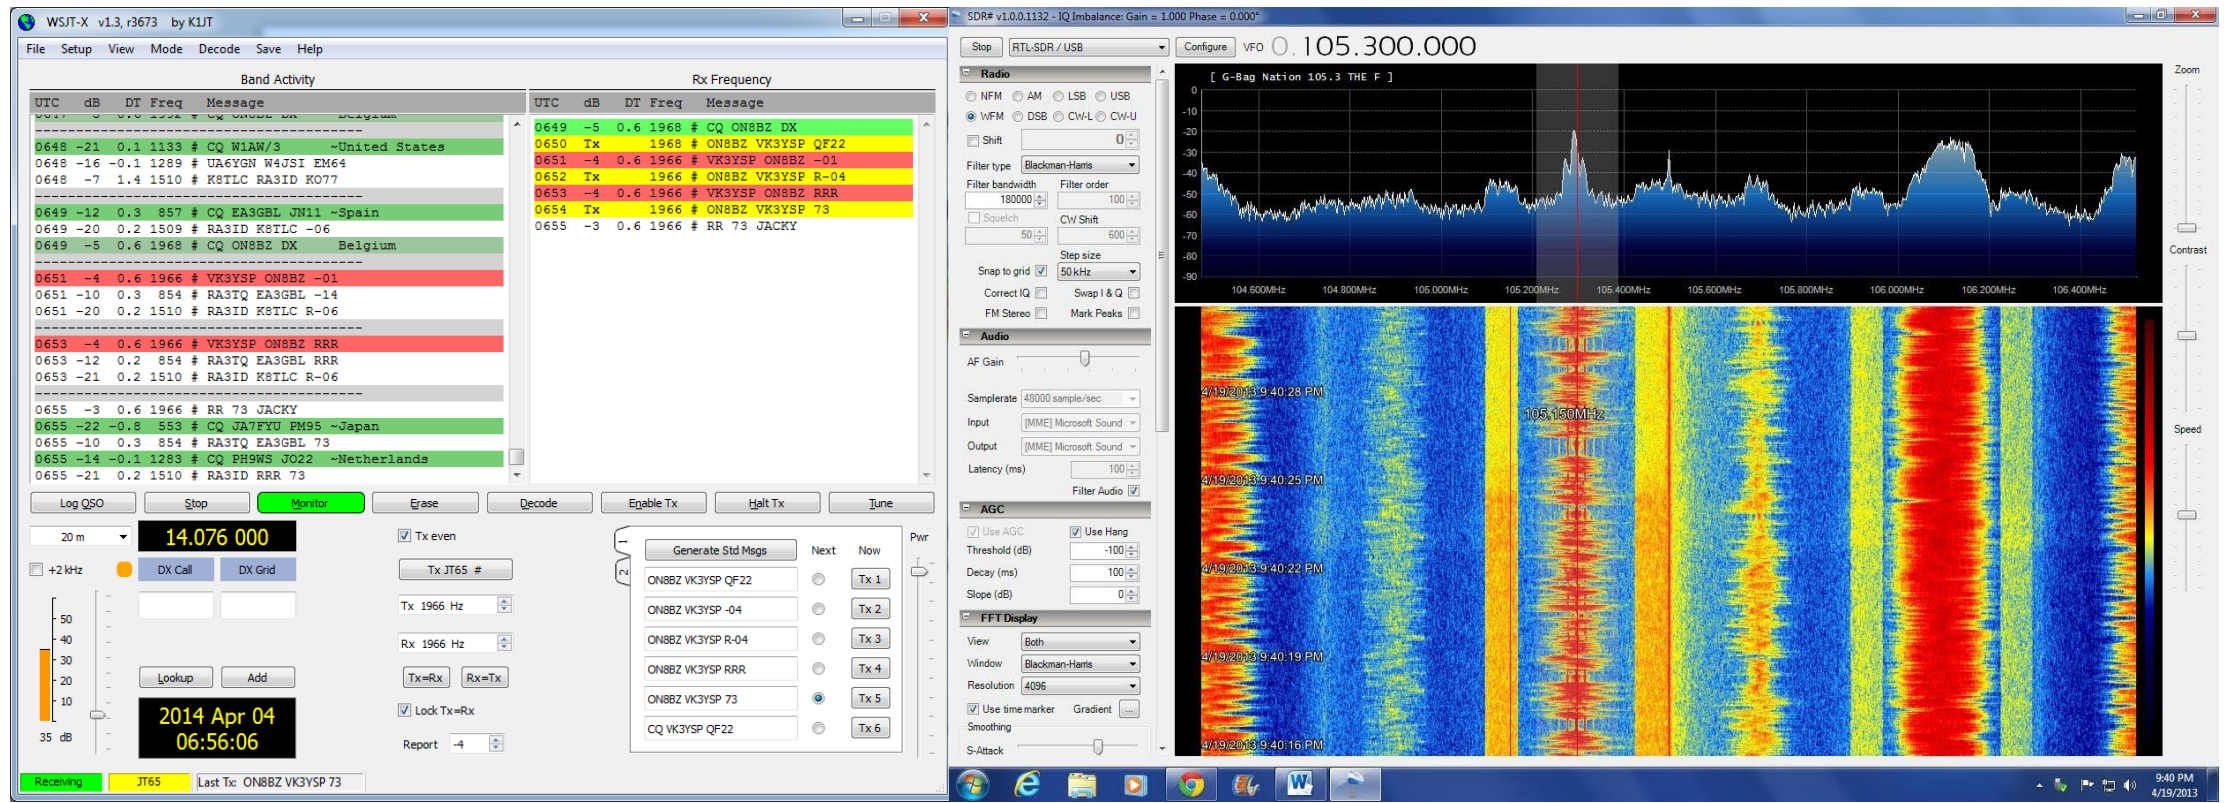 WSJT-X v1.3, r3673 by K1JT
File Setup View Mode Decode Save Help
Band Activity
UTC dB DT Freq Message
0648 -21 0.1 1133 # CQ W1AW/3 ~United States
0648 -16 -0.1 1289 # UA6YGN W4JSI EM64
0648 -7 1.4 1510 # K8TLC RA3ID KO77
0649 -12 0.3 857 # CQ EA3GBL JN11 ~Spain
0649 -20 0.2 1509 # RA3ID K8TLC -06
0649 -5 0.6 1968 # CQ ON8BZ DX Belgium
0651 -4 0.6 1966 # VK3YSP ON8BZ -01
0651 -10 0.3 854 # RA3TQ EA3GBL -14
0651 -20 0.2 1510 # RA3ID K8TLC R-06
0653 -4 0.6 1966 # VK3YSP ON8BZ RRR
0653 -12 0.2 854 # RA3TQ EA3GBL RRR
0653 -21 0.2 1510 # RA3ID K8TLC R-06
0655 -3 0.6 1966 # RR 73 JACKY
0655 -22 -0.8 553 # CQ JA7FYU PM95 ~Japan
0655 -10 0.3 854 # RA3TQ EA3GBL 73
0655 -14 -0.1 1283 # CQ PH9WS JO22 ~Netherlands
0655 -21 0.2 1510 # RA3ID RRR 73
Rx Frequency
UTC dB DT Freq Message
0649 -5 0.6 1968 # CQ ON8BZ DX
0650 Tx 1968 # ON8BZ VK3YSP QF22
0651 -4 0.6 1966 # VK3YSP ON8BZ -01
0652 Tx 1966 # ON8BZ VK3YSP R-04
0653 -4 0.6 1966 # VK3YSP ON8BZ RRR
0654 Tx 1966 # ON8BZ VK3YSP 73
0655 -3 0.6 1966 # RR 73 JACKY
Log QSO Stop Monitor Erase Decode Enable Tx Halt Tx Tune
20 m
14.076 000
+2 kHz
DX Call DX Grid
50
40
30
20
10
35 dB
Lookup Add
2014 Apr 04
06:56:06
Tx even
Tx JT65 #
Tx 1966 Hz
Rx 1966 Hz
Tx=Rx Rx=Tx
Lock Tx=Rx
Report -4
1
2
Generate Std Msgs Next Now Pwr
ON8BZ VK3YSP QF22 Tx 1
ON8BZ VK3YSP -04 Tx 2
ON8BZ VK3YSP R-04 Tx 3
ON8BZ VK3YSP RRR Tx 4
ON8BZ VK3YSP 73 Tx 5
CQ VK3YSP QF22 Tx 6
Receiving JT65 Last Tx: ON8BZ VK3YSP 73
SDR# v1.0.0.1132 - IQ Imbalance: Gain = 1.000 Phase = 0.000°
Stop RTL-SDR / USB Configure VFO 0.105.300.000
Radio
NFM AM LSB USB
WFM DSB CW-L CW-U
Shift 0
Filter type Blackman-Harris
Filter bandwidth Filter order
180000 100
Squelch CW Shift
50 600
Step size
Snap to grid 50 kHz
Correct IQ Swap I & Q
FM Stereo Mark Peaks
Audio
AF Gain
Samplerate 48000 sample/sec
Input [MME] Microsoft Sound
Output [MME] Microsoft Sound
Latency (ms) 100
Filter Audio
AGC
Use AGC Use Hang
Threshold (dB) -100
Decay (ms) 100
Slope (dB) 0
FFT Display
View Both
Window Blackman-Harris
Resolution 4096
Use time marker Gradient ...
Smoothing
S-Attack
[ G-Bag Nation 105.3 THE F ]
0
-10
-20
-30
-40
-50
-60
-70
-80
-90
104.600MHz 104.800MHz 105.000MHz 105.200MHz 105.400MHz 105.600MHz 105.800MHz 106.000MHz 106.200MHz 106.400MHz
4/19/2013 9:40:28 PM
105.150MHz
4/19/2013 9:40:25 PM
4/19/2013 9:40:22 PM
4/19/2013 9:40:19 PM
4/19/2013 9:40:16 PM
Zoom
Contrast
Speed
9:40 PM
4/19/2013